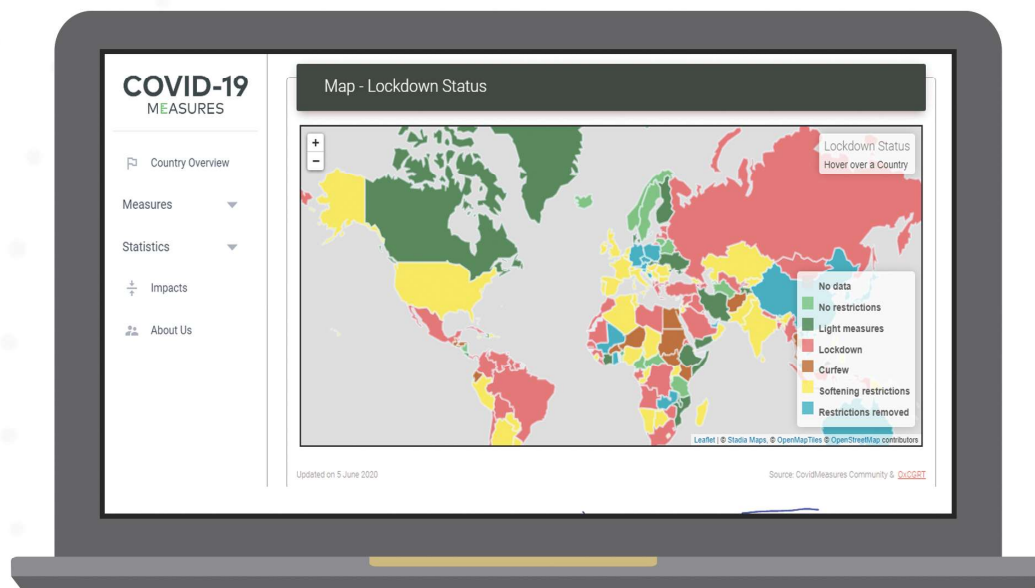 COVID-19
MEASURES
Country Overview
Measures
Statistics
Impacts
About Us
Map - Lockdown Status
+
−
Lockdown Status
Hover over a Country
No data
No restrictions
Light measures
Lockdown
Curfew
Softening restrictions
Restrictions removed
Leaflet | © Stadia Maps, © OpenMapTiles © OpenStreetMap contributors
Updated on 5 June 2020
Source: CovidMeasures Community & OxCGRT